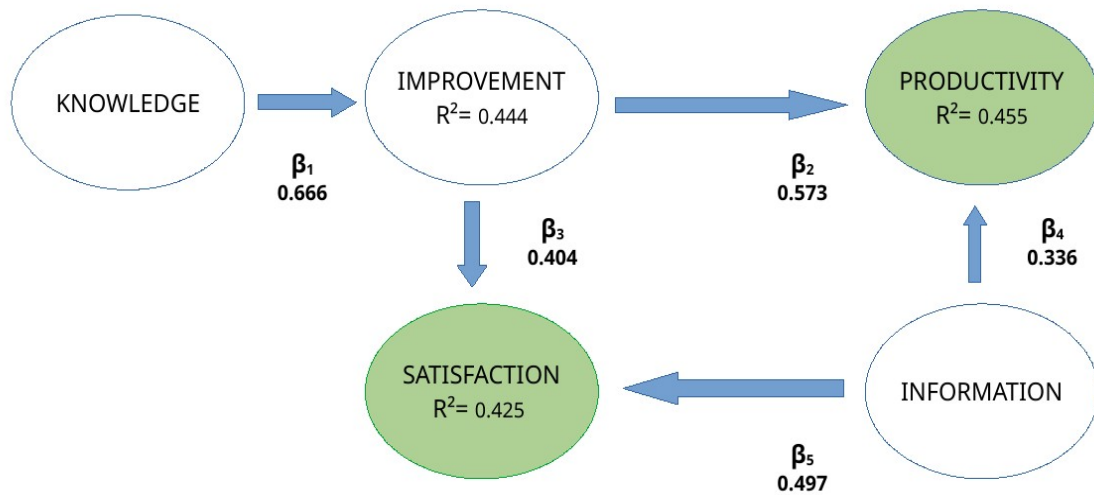 KNOWLEDGE
IMPROVEMENT
R²= 0.444
PRODUCTIVITY
R²= 0.455
β₁
0.666
β₂
0.573
β₃
0.404
β₄
0.336
SATISFACTION
R²= 0.425
INFORMATION
β₅
0.497